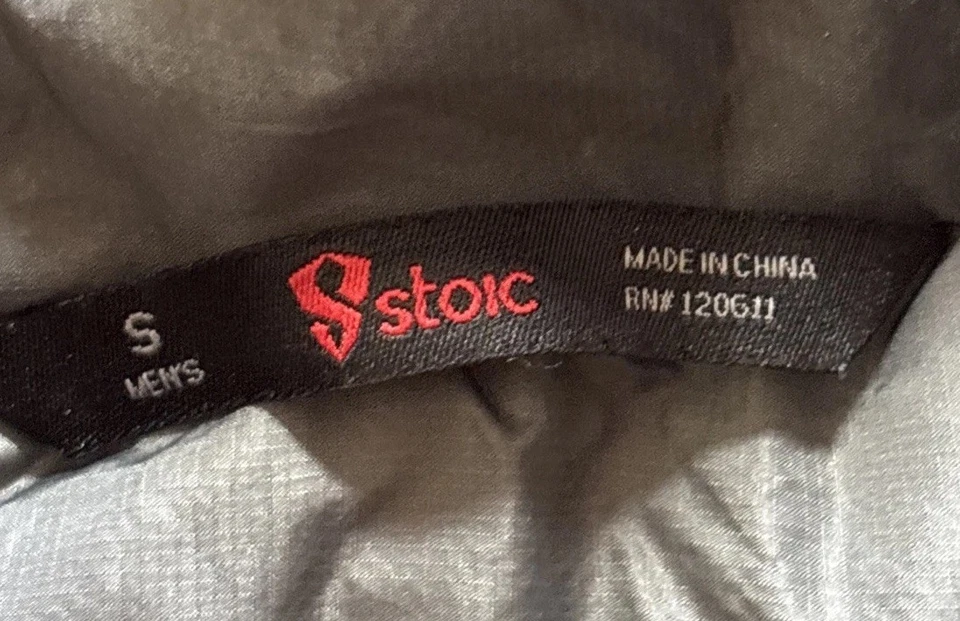 S
MEN'S
stoic
MADE IN CHINA
RN# 120611